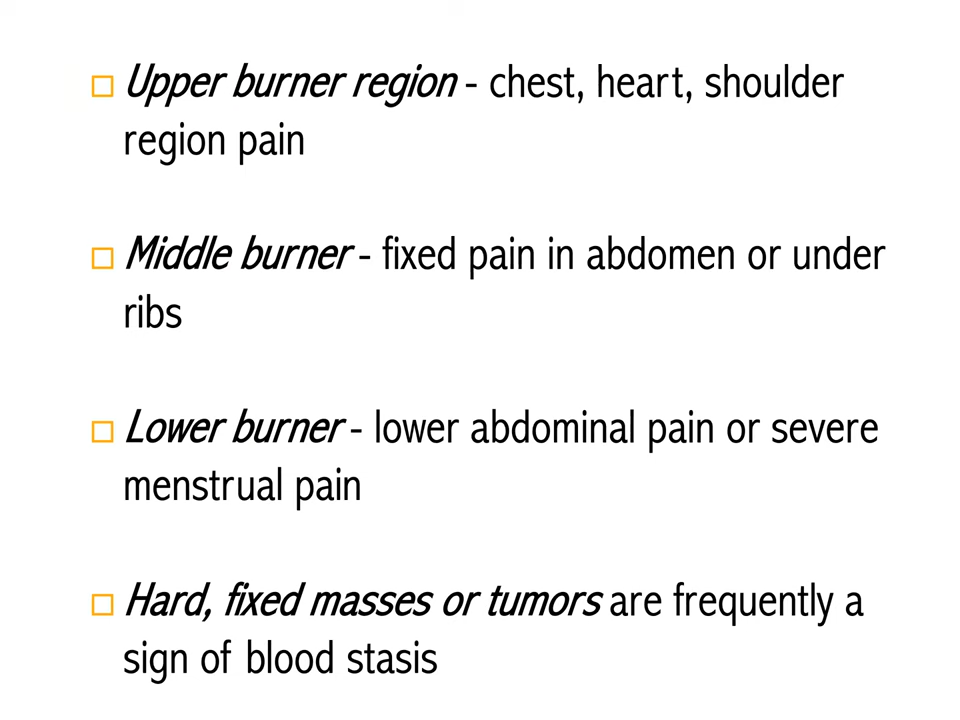 Upper burner region - chest, heart, shoulder
region pain
Middle burner - fixed pain in abdomen or under
ribs
Lower burner - lower abdominal pain or severe
menstrual pain
Hard, fixed masses or tumors are frequently a
sign of blood stasis